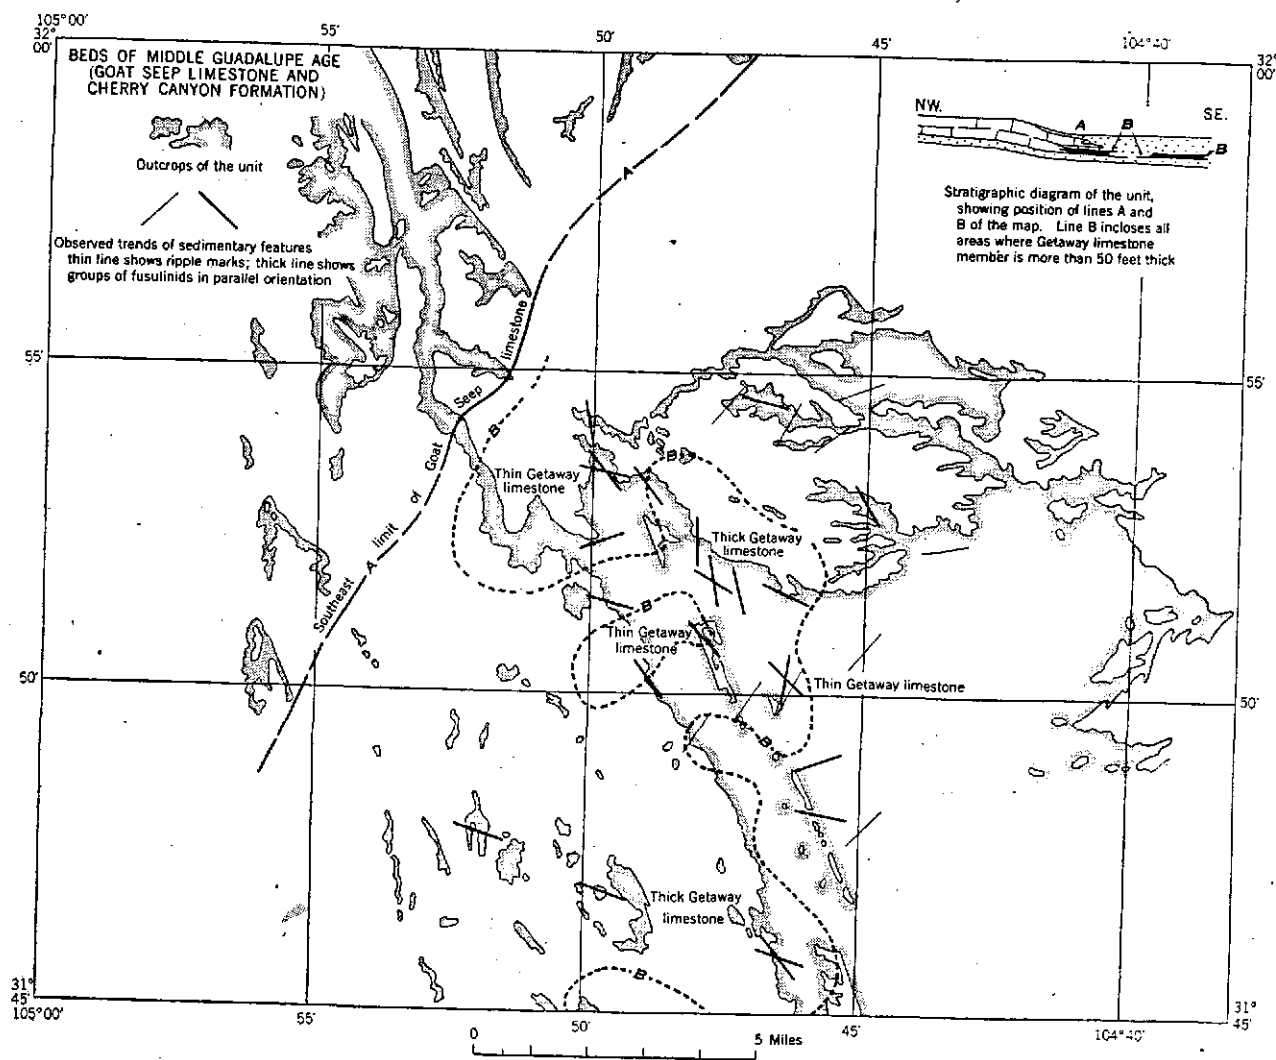 105°00'
32°
00'
55'
50'
45'
104°40'
32°
00'
BEDS OF MIDDLE GUADALUPE AGE
(GOAT SEEP LIMESTONE AND
CHERRY CANYON FORMATION)
Outcrops of the unit
Observed trends of sedimentary features
thin line shows ripple marks; thick line shows
groups of fusulinids in parallel orientation
NW.
SE.
A
B
B
Stratigraphic diagram of the unit,
showing position of lines A and
B of the map. Line B incloses all
areas where Getaway limestone
member is more than 50 feet thick
A
Southeast A limit of Goat Seep limestone
55'
55'
B
B
Thin Getaway
limestone
Thick Getaway
limestone
B
Thin Getaway
limestone
Thin Getaway limestone
50'
50'
B
Thick Getaway
limestone
B
31°
45'
105°00'
55'
50'
45'
104°40'
31°
45'
0
5 Miles